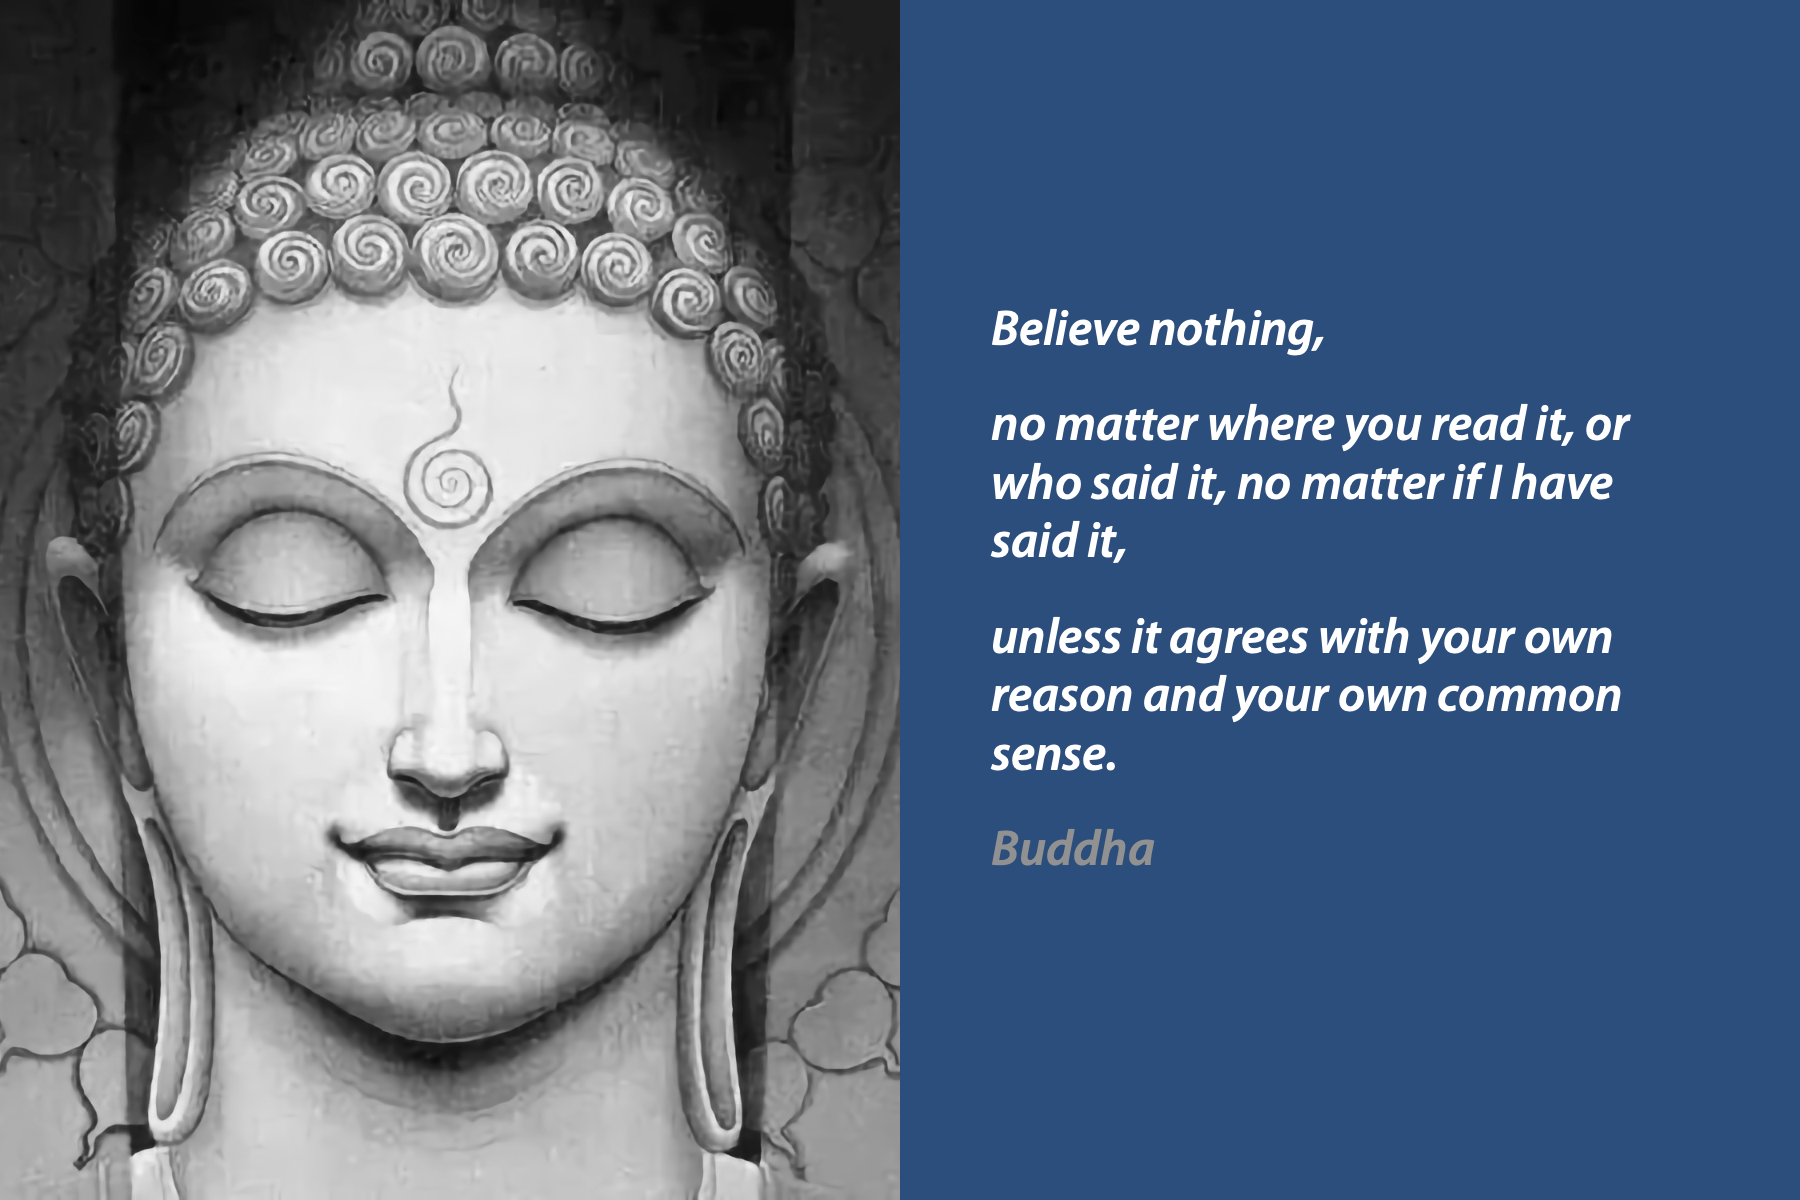 Believe nothing,
no matter where you read it, or
who said it, no matter if I have
said it,
unless it agrees with your own
reason and your own common
sense.
Buddha